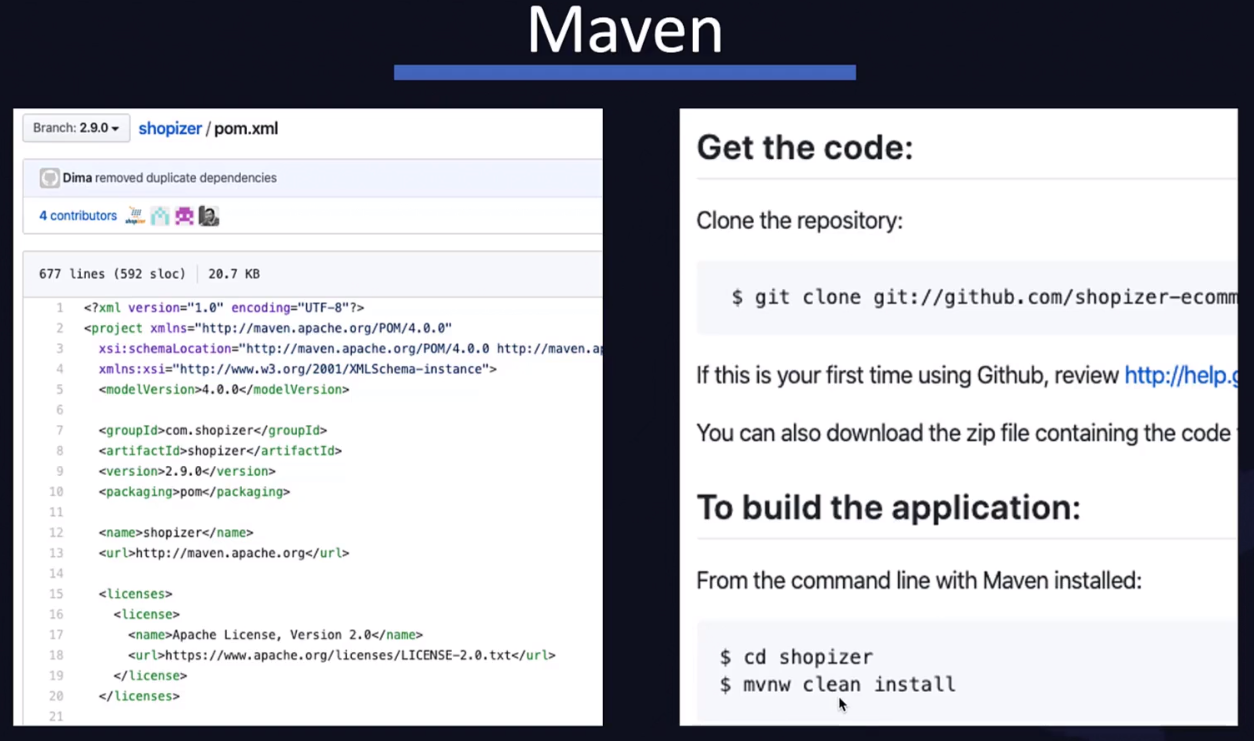 Maven
Branch: 2.9.0
shopizer / pom.xml
Dima removed duplicate dependencies
4 contributors
677 lines (592 sloc) 20.7 KB
1 <?xml version="1.0" encoding="UTF-8"?>
2 <project xmlns="http://maven.apache.org/POM/4.0.0"
3 xsi:schemaLocation="http://maven.apache.org/POM/4.0.0 http://maven.ap
4 xmlns:xsi="http://www.w3.org/2001/XMLSchema-instance">
5 <modelVersion>4.0.0</modelVersion>
6
7 <groupId>com.shopizer</groupId>
8 <artifactId>shopizer</artifactId>
9 <version>2.9.0</version>
10 <packaging>pom</packaging>
11
12 <name>shopizer</name>
13 <url>http://maven.apache.org</url>
14
15 <licenses>
16 <license>
17 <name>Apache License, Version 2.0</name>
18 <url>https://www.apache.org/licenses/LICENSE-2.0.txt</url>
19 </license>
20 </licenses>
21
Get the code:
Clone the repository:
$ git clone git://github.com/shopizer-ecomm
If this is your first time using Github, review http://help.g
You can also download the zip file containing the code
To build the application:
From the command line with Maven installed:
$ cd shopizer
$ mvnw clean install